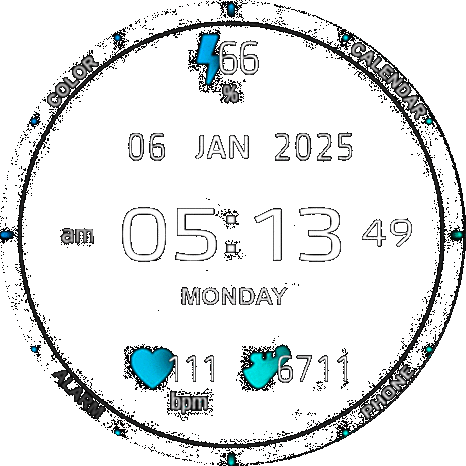 66
%
COLOR
CALENDAR
06 JAN 2025
am 05:13 49
MONDAY
111
bpm
6711
ALARM
PHONE